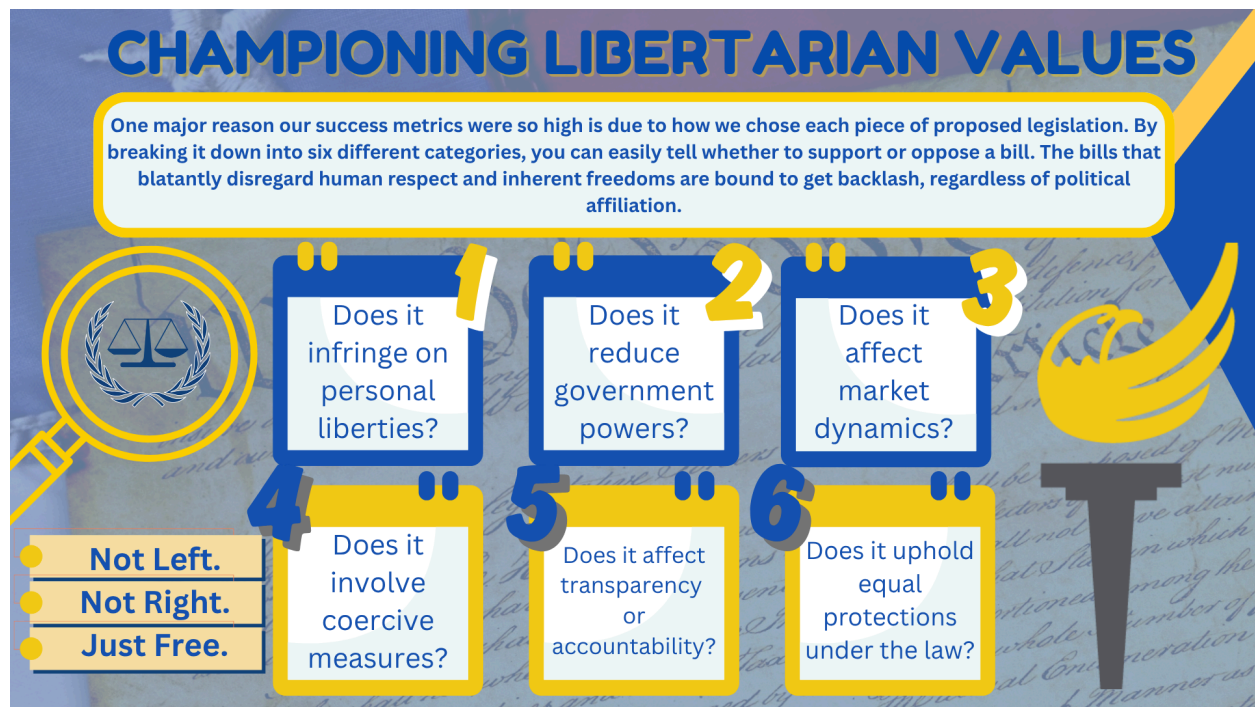 CHAMPIONING LIBERTARIAN VALUES
One major reason our success metrics were so high is due to how we chose each piece of proposed legislation. By
breaking it down into six different categories, you can easily tell whether to support or oppose a bill. The bills that
blatantly disregard human respect and inherent freedoms are bound to get backlash, regardless of political
affiliation.
1
Does it
infringe on
personal
liberties?
2
Does it
reduce
government
powers?
3
Does it
affect
market
dynamics?
4
Does it
involve
coercive
measures?
5
Does it affect
transparency
or
accountability?
6
Does it uphold
equal
protections
under the law?
Not Left.
Not Right.
Just Free.